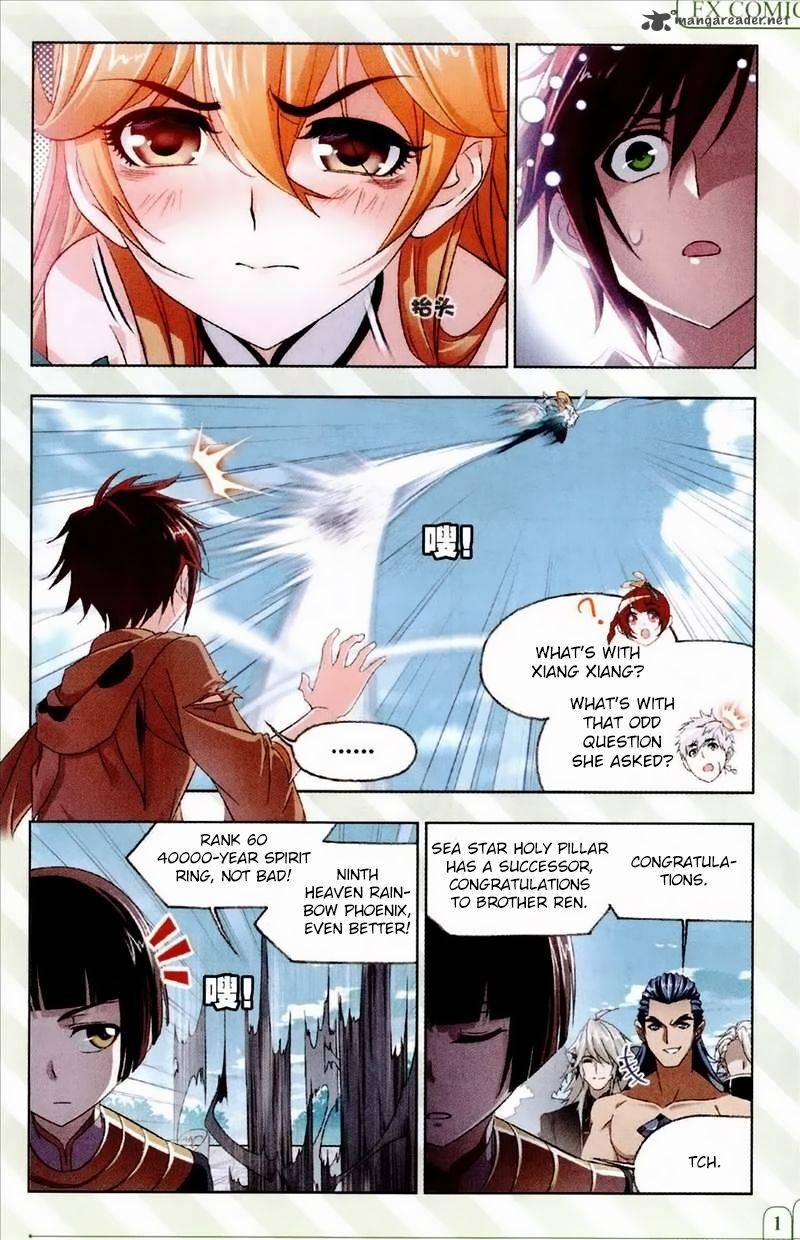 FX COMIC
mangareader.net
抬头
嗖!
?
WHAT'S WITH
XIANG XIANG?
WHAT'S WITH
THAT ODD
QUESTION
SHE ASKED?
......
RANK 60
40000-YEAR SPIRIT
RING, NOT BAD!
NINTH
HEAVEN RAIN-
BOW PHOENIX,
EVEN BETTER!
!!!
嗖!
SEA STAR HOLY PILLAR
HAS A SUCCESSOR,
CONGRATULATIONS
TO BROTHER REN.
CONGRATULA-
TIONS.
TCH.
1